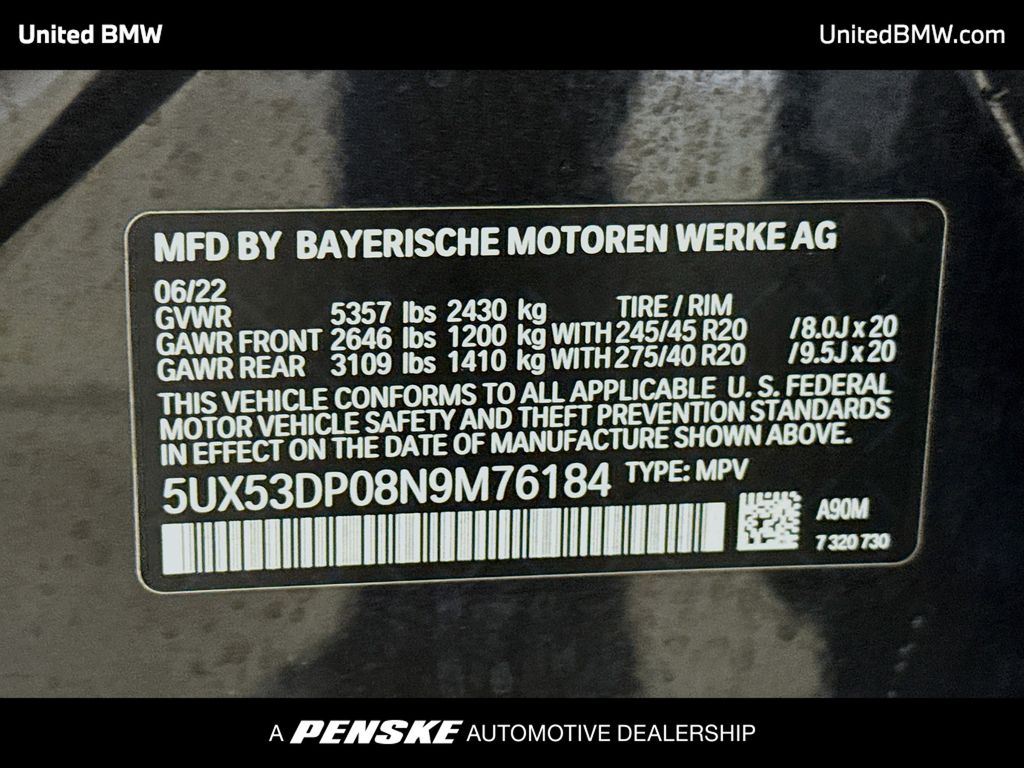 United BMW
UnitedBMW.com
MFD BY BAYERISCHE MOTOREN WERKE AG
06/22
GVWR 5357 lbs 2430 kg TIRE / RIM
GAWR FRONT 2646 lbs 1200 kg WITH 245/45 R20 /8.0J x 20
GAWR REAR 3109 lbs 1410 kg WITH 275/40 R20 /9.5J x 20
THIS VEHICLE CONFORMS TO ALL APPLICABLE U. S. FEDERAL
MOTOR VEHICLE SAFETY AND THEFT PREVENTION STANDARDS
IN EFFECT ON THE DATE OF MANUFACTURE SHOWN ABOVE.
5UX53DP08N9M76184 TYPE: MPV
A90M
7 320 730
A PENSKE AUTOMOTIVE DEALERSHIP